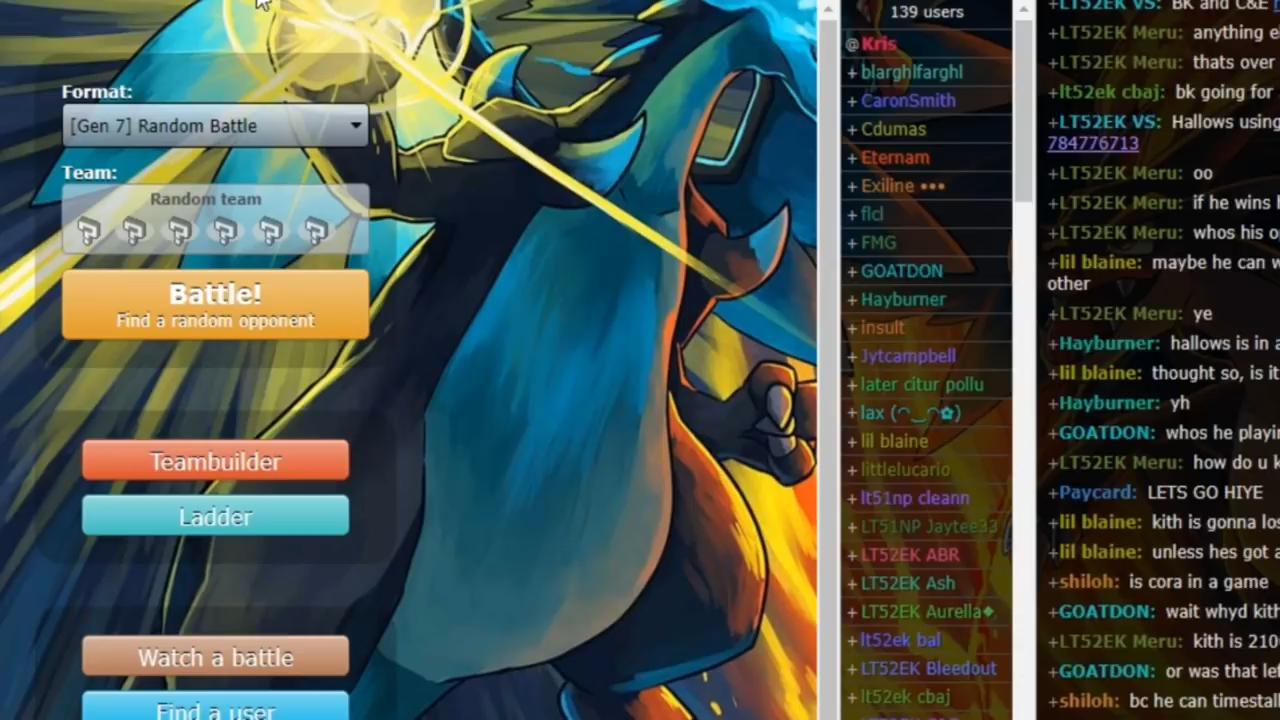 Format:
[Gen 7] Random Battle
Team:
Random team
Battle!
Find a random opponent
Teambuilder
Ladder
Watch a battle
Find a user
139 users
@Kris
+blarghlfarghl
+CaronSmith
+Cdumas
+Eternam
+Exiline •••
+flcl
+FMG
+GOATDON
+Hayburner
+insult
+Jytcampbell
+later citur pollu
+lax (◠‿◠✿)
+lil blaine
+littlelucario
+lt51np cleann
+LT51NP Jaytee33
+LT52EK ABR
+LT52EK Ash
+LT52EK Aurella◆
+lt52ek bal
+LT52EK Bleedout
+lt52ek cbaj
+LT52EK VS: BK and C&E
+LT52EK Meru: anything e
+LT52EK Meru: thats over
+lt52ek cbaj: bk going for
+LT52EK VS: Hallows using
784776713
+LT52EK Meru: oo
+LT52EK Meru: if he wins
+LT52EK Meru: whos his o
+lil blaine: maybe he can w
other
+LT52EK Meru: ye
+Hayburner: hallows is in a
+lil blaine: thought so, is it
+Hayburner: yh
+GOATDON: whos he playi
+LT52EK Meru: how do u k
+Paycard: LETS GO HIYE
+lil blaine: kith is gonna los
+lil blaine: unless hes got a
+shiloh: is cora in a game
+GOATDON: wait whyd kith
+LT52EK Meru: kith is 210
+GOATDON: or was that lef
+shiloh: bc he can timestall